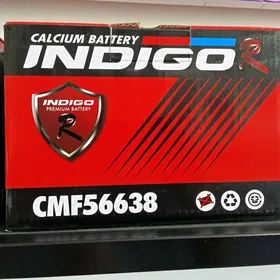 CALCIUM BATTERY
INDIGO R
INDIGO
PREMIUM BATTERY
R
CMF56638